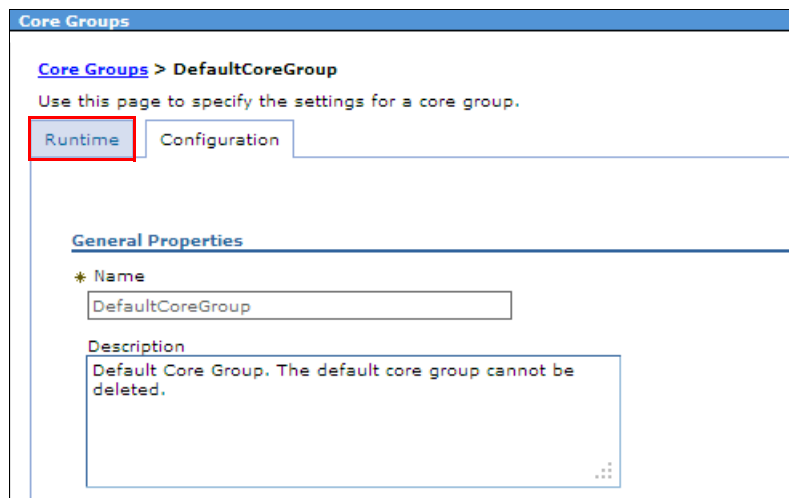 Core Groups
Core Groups > DefaultCoreGroup
Use this page to specify the settings for a core group.
Runtime Configuration
General Properties
* Name
DefaultCoreGroup
Description
Default Core Group. The default core group cannot be
deleted.